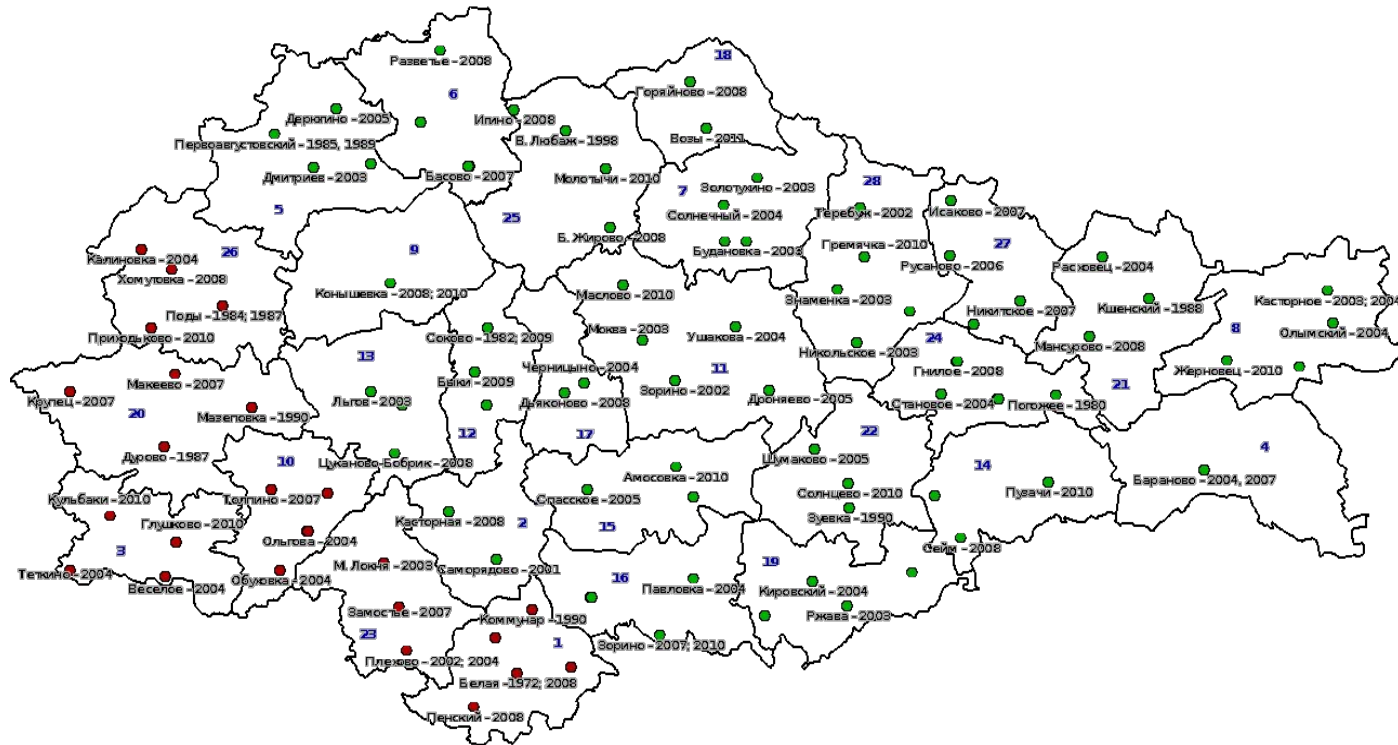 18
Разветье - 2008
6
Горяйново - 2008
Дерюгино - 2005
Ипино - 2008
Первоавгустовский - 1985, 1989
В. Любаж - 1998
Возы - 2011
Дмитриев - 2003
Басово - 2007
Молотычи - 2010
7
Золотухино - 2003
28
5
25
Солнечный - 2004
Теребуж - 2002
Исаково - 2007
Б. Жирово - 2008
Будановка - 2003
Гремячка - 2010
27
26
9
Калиновка - 2004
Хомутовка - 2008
Русаново - 2006
Расховец - 2004
Конышевка - 2008; 2010
Маслово - 2010
Знаменка - 2003
Поды - 1984; 1987
Никитское - 2007
Кшенский - 1988
Касторное - 2003; 2004
Приходьково - 2010
Соково - 1982; 2009
Моква - 2003
Ушакова - 2004
Олымский - 2004
8
24
Никольское - 2003
Мансурово - 2008
13
Черницыно - 2004
11
Гнилое - 2008
Жерновец - 2010
Макеево - 2007
Быки - 2009
Зорино - 2002
21
Крупец - 2007
Льгов - 2003
Дьяконово - 2008
Дроняево - 2005
Становое - 2004
Погожее - 1980
20
Мазеповка - 1990
12
17
22
4
Дурово - 1987
10
Цуканово-Бобрик - 2008
Шумаково - 2005
14
Амосовка - 2010
Бараново - 2004, 2007
Кульбаки - 2010
Толпино - 2007
Спасское - 2005
Солнцево - 2010
Пузачи - 2010
Глушково - 2010
Касторная - 2008
2
15
Зуевка - 1990
3
Ольгова - 2004
Сейм - 2008
Теткино - 2004
Веселое - 2004
Обуховка - 2004
М. Локня - 2003
Саморядово - 2001
16
19
Павловка - 2004
Кировский - 2004
Замостье - 2007
Коммунар - 1990
Ржава - 2003
23
1
Зорино - 2007; 2010
Плехово - 2002; 2004
Белая - 1972; 2008
Пенский - 2008